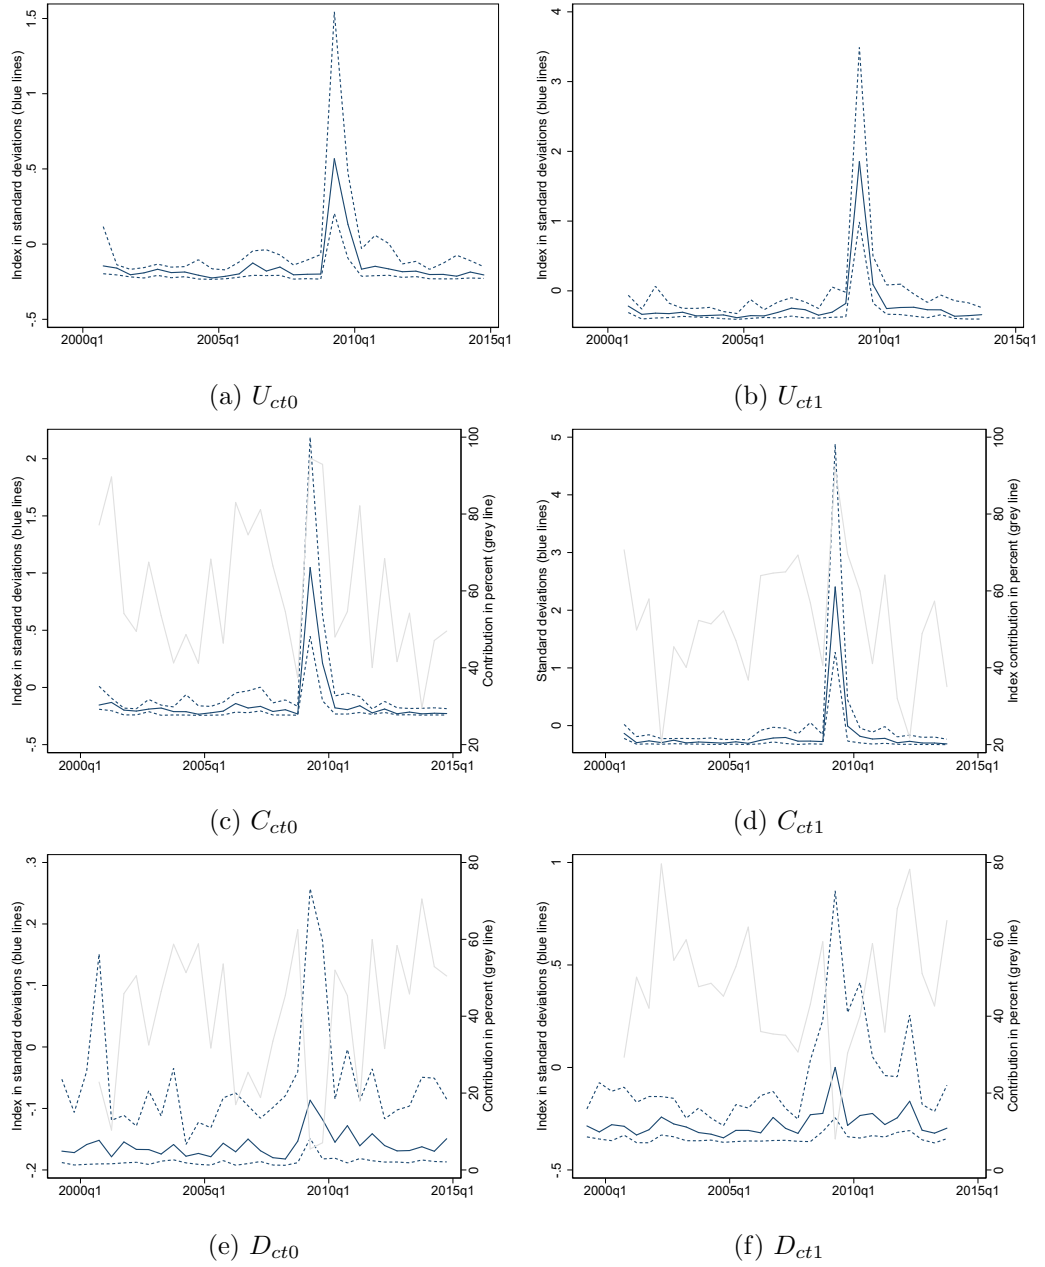 Index in standard deviations (blue lines)
1.5
1
.5
0
-.5
2000q1 2005q1 2010q1 2015q1
(a) U_ct0
Index in standard deviations (blue lines)
4
3
2
1
0
2000q1 2005q1 2010q1 2015q1
(b) U_ct1
Index in standard deviations (blue lines)
2
1.5
1
.5
0
-.5
100
80
60
40
20
Contribution in percent (grey line)
2000q1 2005q1 2010q1 2015q1
(c) C_ct0
Standard deviations (blue lines)
5
4
3
2
1
0
100
80
60
40
20
Index contribution in percent (grey line)
2000q1 2005q1 2010q1 2015q1
(d) C_ct1
Index in standard deviations (blue lines)
.3
.2
.1
0
-.1
-.2
80
60
40
20
0
Contribution in percent (grey line)
2000q1 2005q1 2010q1 2015q1
(e) D_ct0
Index in standard deviations (blue lines)
1
.5
0
-.5
80
60
40
20
0
Contribution in percent (grey line)
2000q1 2005q1 2010q1 2015q1
(f) D_ct1